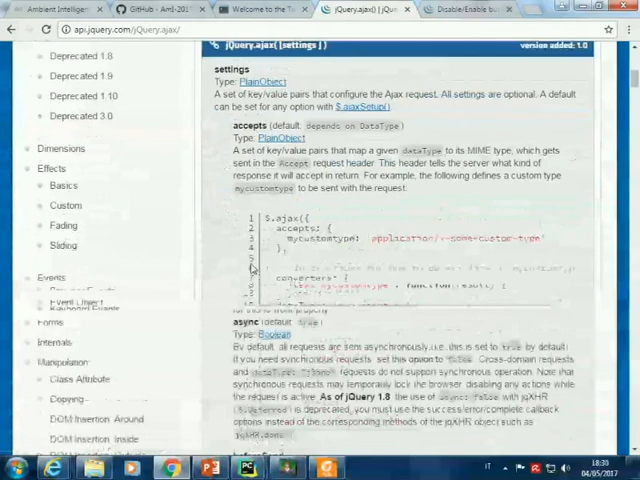 Ambient Intelligen
GitHub - AmI-201
Welcome to the Tu
jQuery.ajax() | jQu
Disable/Enable bu
api.jquery.com/jQuery.ajax/
Deprecated 1.8
Deprecated 1.9
Deprecated 1.10
Deprecated 3.0
Dimensions
Effects
Basics
Custom
Fading
Sliding
Events
Event Object
Forms
Internals
Manipulation
Class Attribute
Copying
DOM Insertion, Around
DOM Insertion, Inside
jQuery.ajax( [settings ] )
version added: 1.0
settings
Type: PlainObject
A set of key/value pairs that configure the Ajax request. All settings are optional. A default
can be set for any option with $.ajaxSetup().
accepts (default: depends on DataType)
Type: PlainObject
A set of key/value pairs that map a given dataType to its MIME type, which gets
sent in the Accept request header. This header tells the server what kind of
response it will accept in return. For example, the following defines a custom type
mycustomtype to be sent with the request:
1 $.ajax({
2 accepts: {
3 mycustomtype:
4 },
5
converters: {
async (default: true)
Type: Boolean
By default, all requests are sent asynchronously (i.e. this is set to true by default).
If you need synchronous requests, set this option to false. Cross-domain requests
and dataType: "jsonp" requests do not support synchronous operation. Note that
synchronous requests may temporarily lock the browser, disabling any actions while
the request is active. As of jQuery 1.8, the use of async: false with jqXHR
($.Deferred) is deprecated; you must use the success/error/complete callback
options instead of the corresponding methods of the jqXHR object such as
jqXHR.done
IT
18:30
04/05/2017